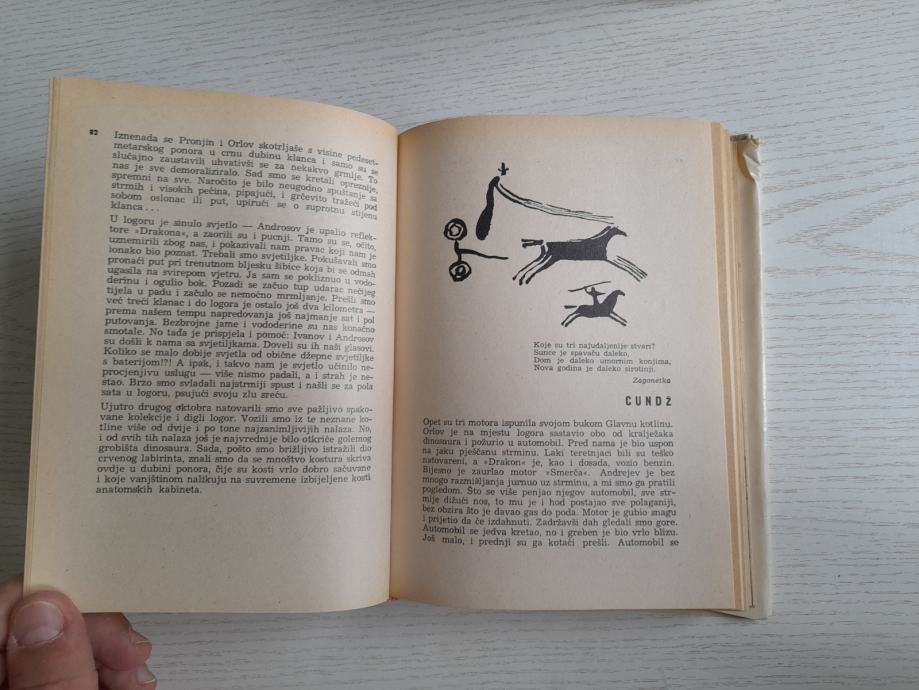 82
Iznenada se Pronjin i Orlov skotrljaše s visine pedeset-
metarskog ponora u crnu dubinu klanca i samo su se
slučajno zaustavili uhvativši se za nekakvo grmlje. To
nas je sve demoraliziralo. Sad smo se kretali opreznije,
spremni na sve. Naročito je bilo neugodno spuštanje sa
strmih i visokih pećina, pipajući, i grčevito tražeći pod
sobom oslonac ili put, upirući se o suprotnu stijenu
klanca...
U logoru je sinulo svjetlo — Androsov je upalio reflek-
tore »Drakona«, a zasorili su i pucnji. Tamo su se, očito,
uznemirili zbog nas, i pokazivali nam pravac koji nam je
ionako bio poznat. Trebali smo svjetiljke. Pokušavali smo
pronaći put pri trenutnom bljesku šibice koja bi se odmah
ugasila na svirepom vjetru. Ja sam se pokliznuo u vodo-
derinu i ogulio bok. Pozadi se začuo tup udarac nečijeg
tijela u padu i začulo se nemoćno mrmljanje. Prešli smo
već treći klanac i do logora je ostalo još dva kilometra —
prema našem tempu napredovanja još najmanje sat i pol
putovanja. Bezbrojne jame i vododerine su nas konačno
smotale. No tada je prispjela i pomoć: Ivanov i Androsov
su došli k nama sa svjetiljkama. Doveli su ih naši glasovi.
Koliko se malo dobije svjetla od obične džepne svjetiljke
s baterijom!?! A ipak, i takvo nam je svjetlo učinilo ne-
procjenjivu uslugu — više nismo padali, a i strah je ne-
stao. Brzo smo svladali najstrmiji spust i našli se za pola
sata u logoru, psujući svoju zlu sreću.
Ujutro drugog oktobra natovarili smo sve pažljivo spako-
vane kolekcije i digli logor. Vozili smo iz te neznane ko-
tline više od dvije i po tone najzanimljivijih nalaza. No,
i od svih tih nalaza još je najvrednije bilo otkriće golemog
grobišta dinosaura. Sada, pošto smo brižljivo istražili dio
crvenog labirinta, znali smo da se mnoštvo kostura skriva
ovdje u dubini ponora, čije su kosti vrlo dobro sačuvane
i koje vanjštinom nalikuju na suvremene izbijeljene kosti
anatomskih kabineta.
Koje su tri najudaljenije stvari?
Sunce je spavaču daleko,
Dom je daleko umornim konjima,
Nova godina je daleko sirotinji.
Zagonetka
CUNDŽ
Opet su tri motora ispunila svojom bukom Glavnu kotlinu.
Orlov je na mjestu logora sastavio obo od kralježaka
dinosaura i požurio u automobil. Pred nama je bio uspon
na jaku pješčanu strminu. Laki teretnjaci bili su teško
natovareni, a »Drakon« je, kao i dosada, vozio benzin.
Bijesno je zaurlao motor »Smerča«. Andrejev je bez
mnogo razmišljanja jurnuo uz strminu, a mi smo ga pratili
pogledom. Što se više penjao njegov automobil, sve str-
mije dižući nos, to mu je i hod postajao sve polaganiji,
bez obzira što je davao gas do poda. Motor je gubio snagu
i prijetio da će izdahnuti. Zadržavši dah gledali smo gore.
Automobil se jedva kretao, no i greben je bio vrlo blizu.
Još malo, i prednji su ga kotači prešli. Automobil se